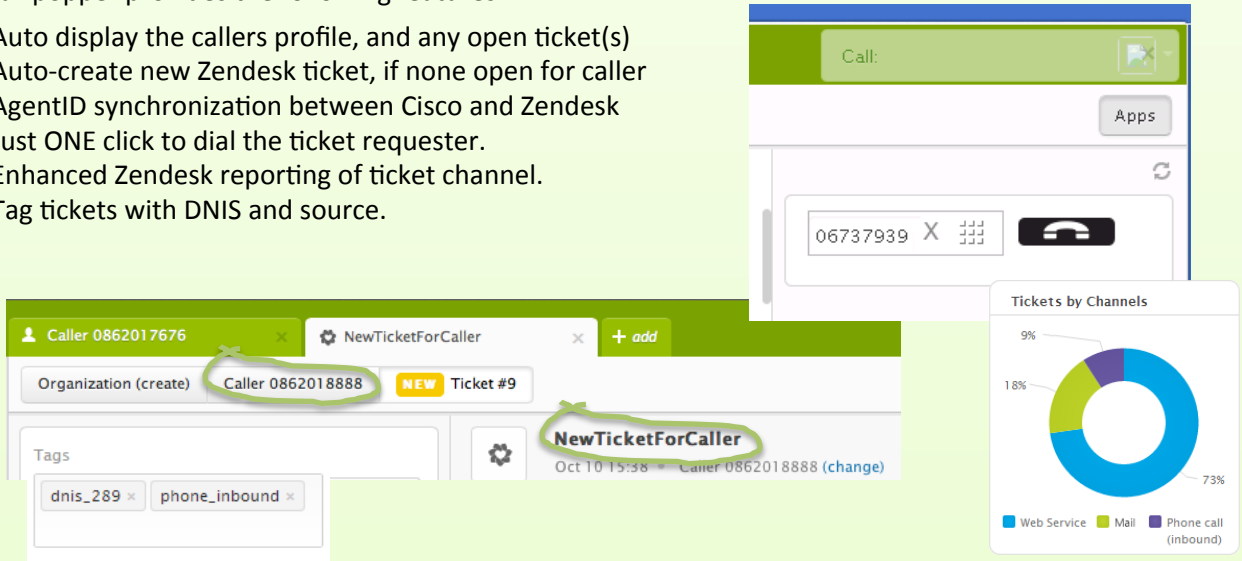 Auto display the callers profile, and any open ticket(s)
Auto-create new Zendesk ticket, if none open for caller
AgentID synchronization between Cisco and Zendesk
ust ONE click to dial the ticket requester.
Enhanced Zendesk reporting of ticket channel.
Tag tickets with DNIS and source.
Call:
Apps
06737939 X
Caller 0862017676 × NewTicketForCaller × + add
Organization (create) Caller 0862018888 NEW Ticket #9
Tags
dnis_289 × phone_inbound ×
NewTicketForCaller
Oct 10 15:38 • Caller 0862018888 (change)
Tickets by Channels
9%
18%
73%
Web Service Mail Phone call
(inbound)